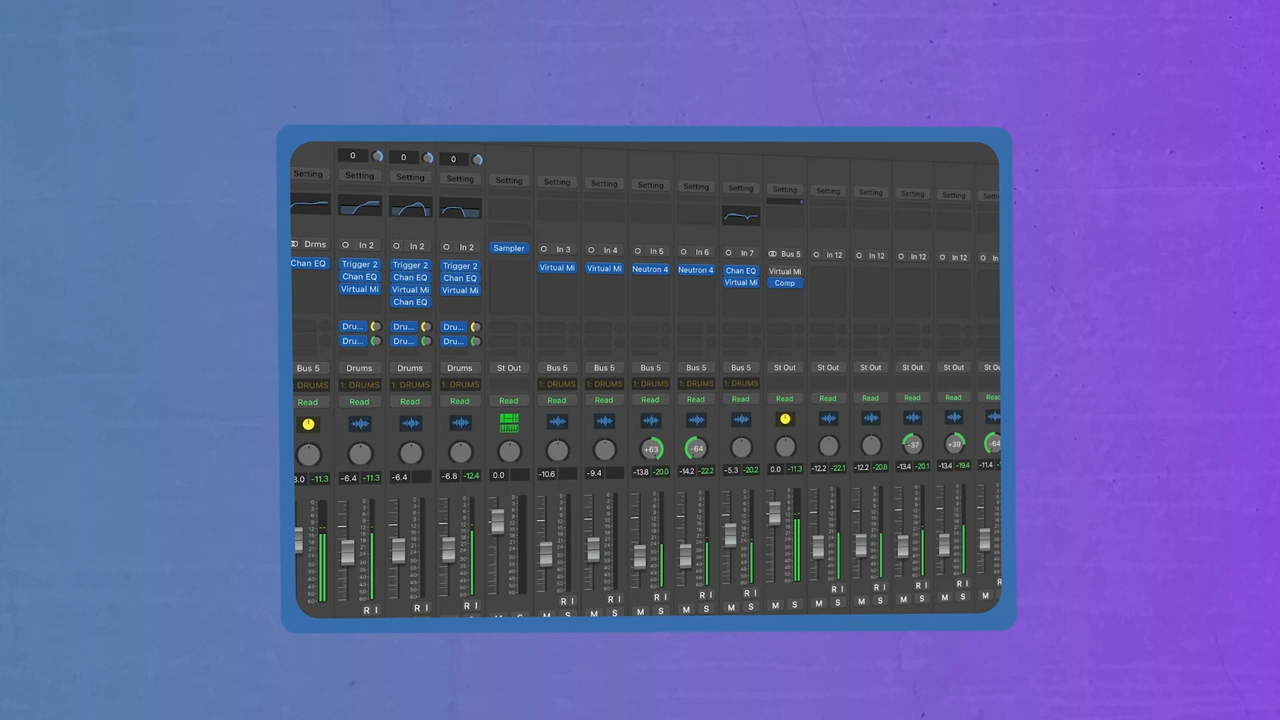 0 0 0
Setting Setting Setting Setting Setting Setting Setting Setting Setting Setting Setting Setting Setting Setting Setting
Drms In 2 In 2 In 2 Sampler In 3 In 4 In 5 In 6 In 7 Bus 5 In 12 In 12 In 12 In 12
Chan EQ Trigger 2 Trigger 2 Trigger 2 Virtual Mi Virtual Mi Neutron 4 Neutron 4 Chan EQ Virtual Mi
Chan EQ Chan EQ Chan EQ Virtual Mi Comp
Virtual Mi Virtual Mi Virtual Mi
Chan EQ
Dru... Dru... Dru...
Dru... Dru... Dru...
Bus 5 Drums Drums Drums St Out Bus 5 Bus 5 Bus 5 Bus 5 Bus 5 St Out St Out St Out St Out St Out
: DRUMS 1: DRUMS 1: DRUMS 1: DRUMS 1: DRUMS 1: DRUMS 1: DRUMS 1: DRUMS 1: DRUMS
Read Read Read Read Read Read Read Read Read Read Read Read Read Read Read Read
+63 -64 -37 +39 -64
-11.3 -6.4 -11.3 -6.4 -6.8 -12.4 0.0 -10.6 -9.4 -13.8 -20.0 -14.2 -22.2 -5.3 -20.2 0.0 -11.3 -12.2 -22.1 -12.2 -20.8 -13.4 -20.1 -13.4 -19.4 -11.4
R I R I R I R I R I R I R I R I R I R I R I R I
M S M S M S M S M S M S M S M S M S M